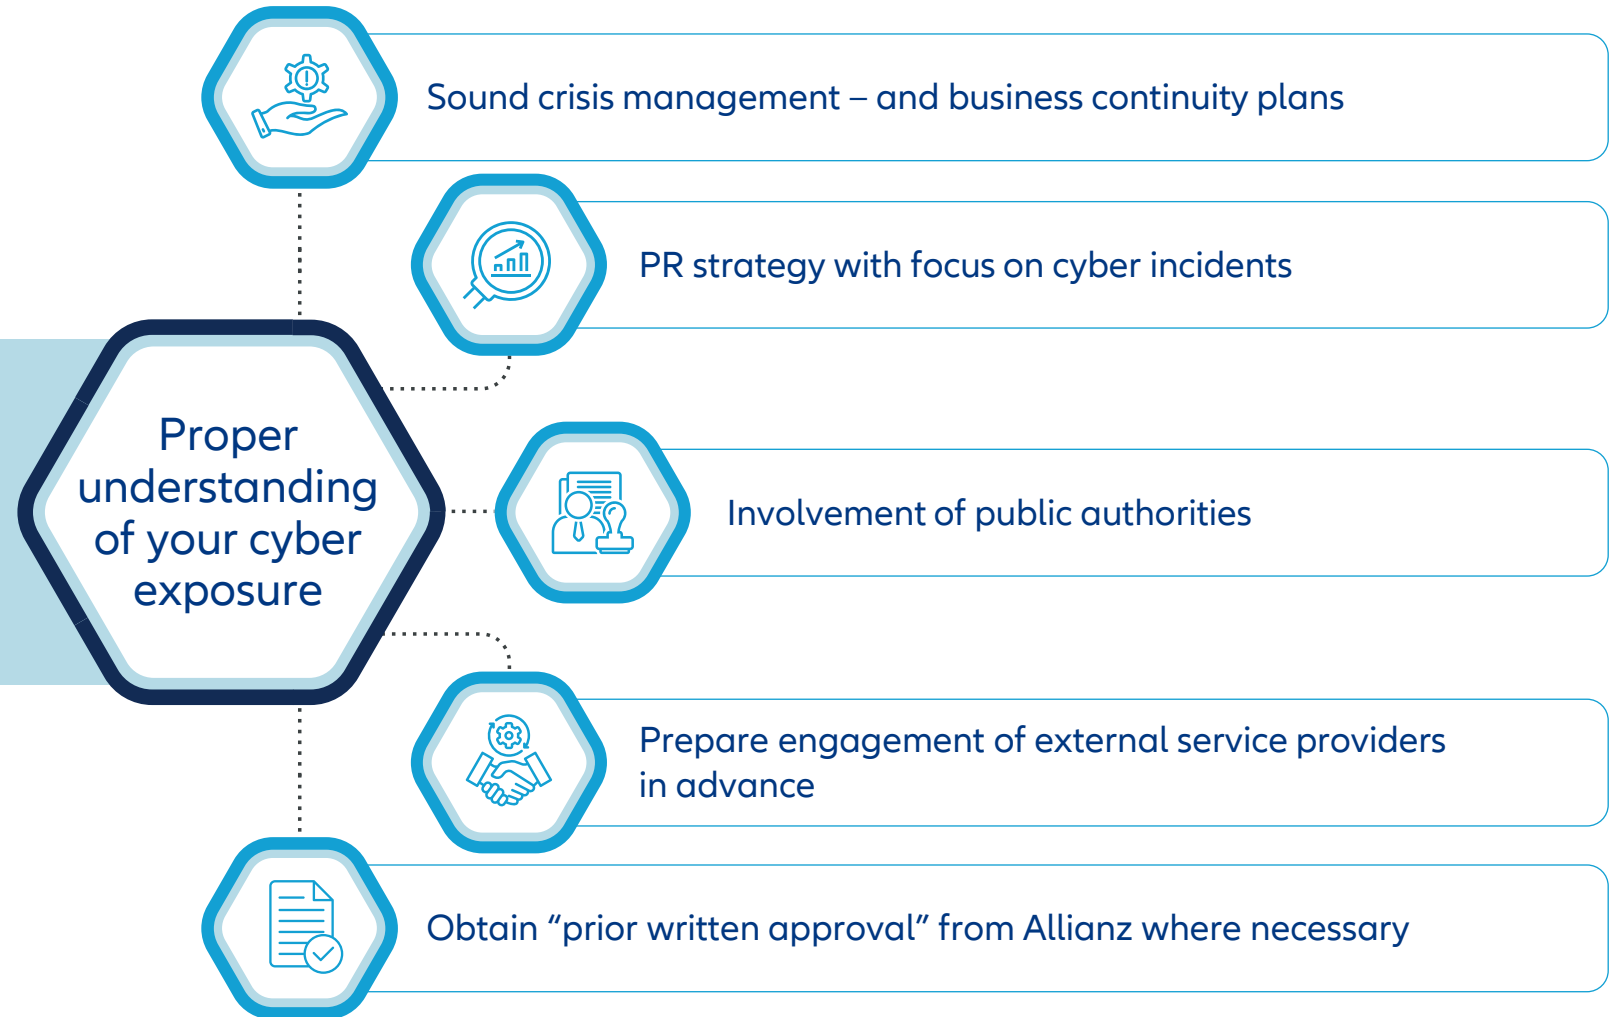 Sound crisis management – and business continuity plans
PR strategy with focus on cyber incidents
Proper
understanding
of your cyber
exposure
Involvement of public authorities
Prepare engagement of external service providers
in advance
Obtain “prior written approval” from Allianz where necessary